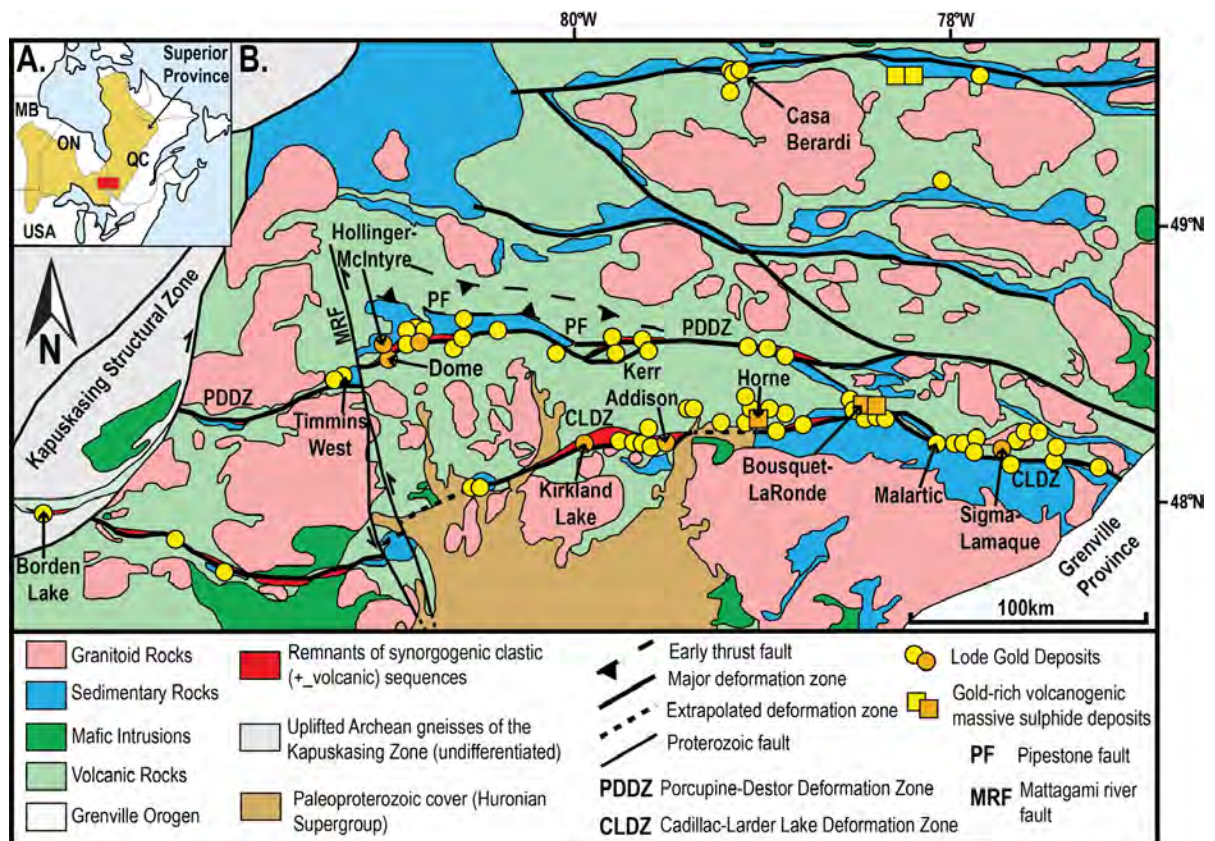 80°W
78°W
A.
Superior
Province
B.
MB
ON
QC
USA
Casa
Berardi
49°N
Hollinger-
McIntyre
PF
MRF
PF
PDDZ
N
Kapuskasing Structural Zone
Dome
Kerr
Addison
Horne
PDDZ
Timmins
West
CLDZ
Kirkland
Lake
Bousquet-
LaRonde
Malartic
CLDZ
Sigma-
Lamaque
48°N
Borden
Lake
Grenville
Province
100km
Granitoid Rocks
Sedimentary Rocks
Mafic Intrusions
Volcanic Rocks
Grenville Orogen
Remnants of synorgogenic clastic
(+_volcanic) sequences
Uplifted Archean gneisses of the
Kapuskasing Zone (undifferentiated)
Paleoproterozoic cover (Huronian
Supergroup)
Early thrust fault
Major deformation zone
Extrapolated deformation zone
Proterozoic fault
PDDZ Porcupine-Destor Deformation Zone
CLDZ Cadillac-Larder Lake Deformation Zone
Lode Gold Deposits
Gold-rich volcanogenic
massive sulphide deposits
PF Pipestone fault
MRF Mattagami river
fault